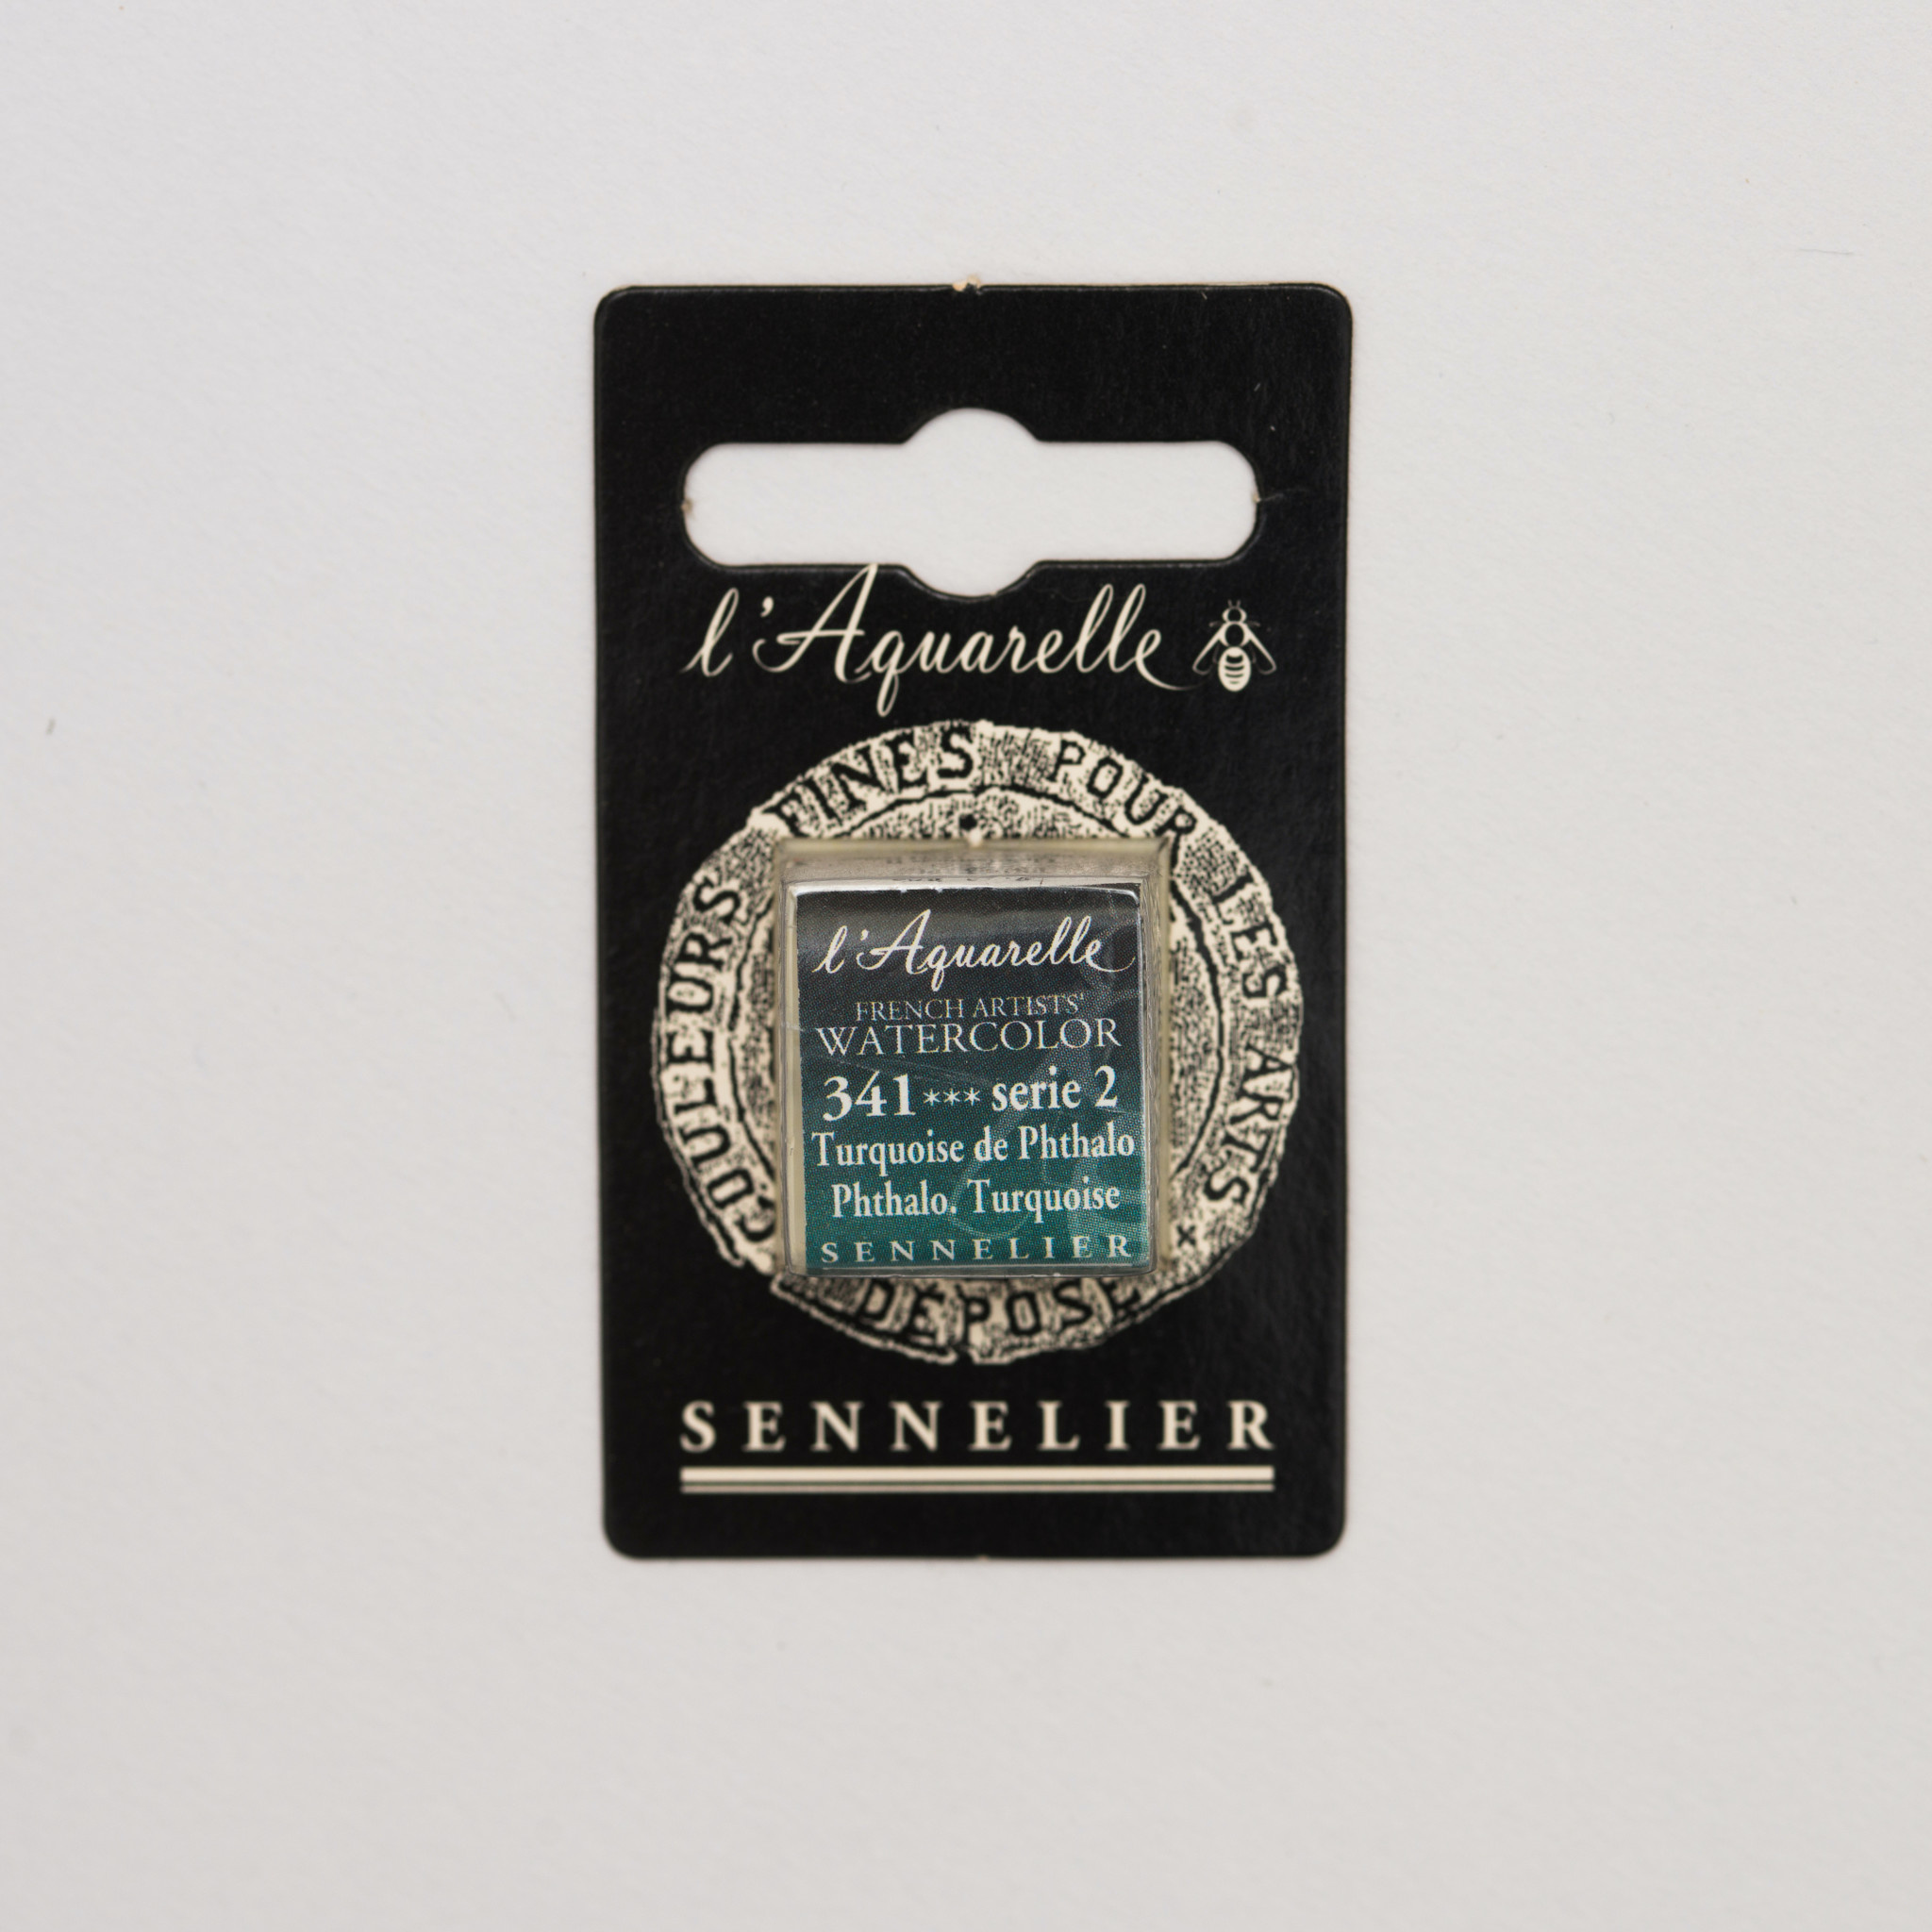 l'Aquarelle
COULEURS FINES POUR LES ARTS
DÉPOSÉ
l'Aquarelle
FRENCH ARTISTS'
WATERCOLOR
341*** serie 2
Turquoise de Phthalo
Phthalo. Turquoise
SENNELIER
SENNELIER